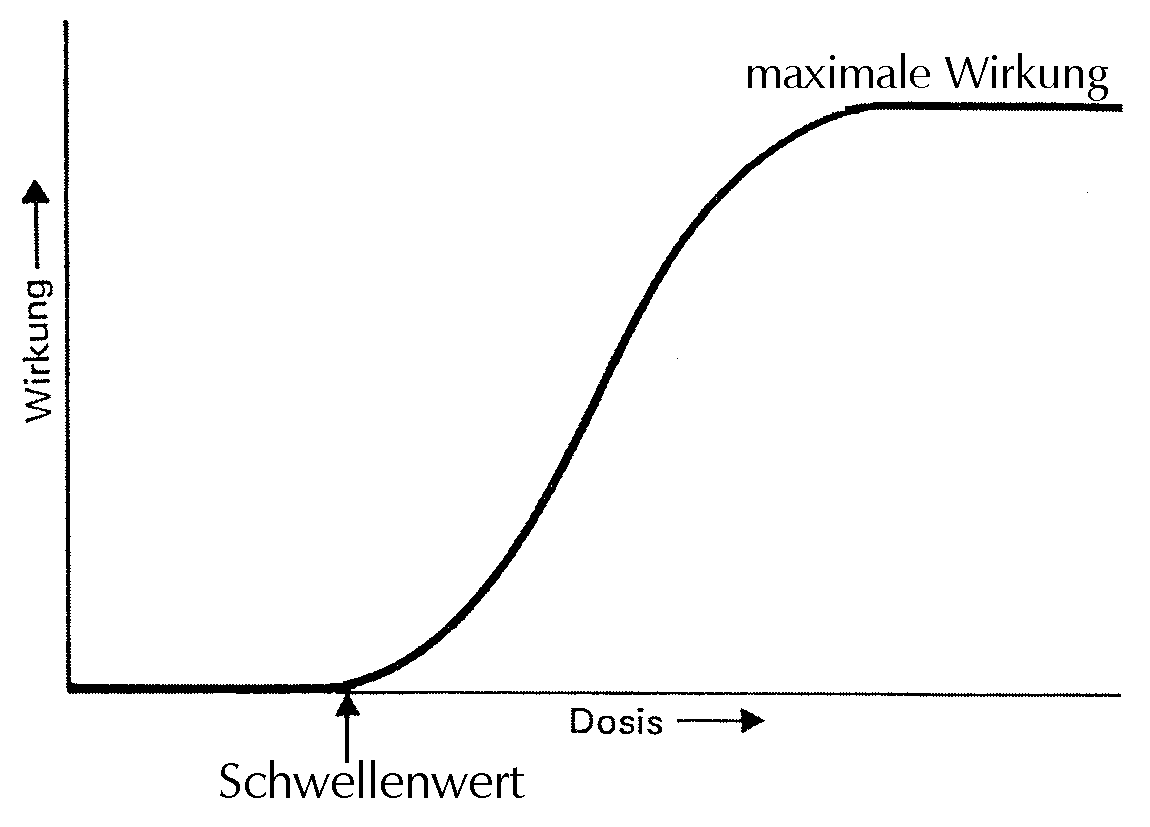 maximale Wirkung
Wirkung
Dosis
Schwellenwert